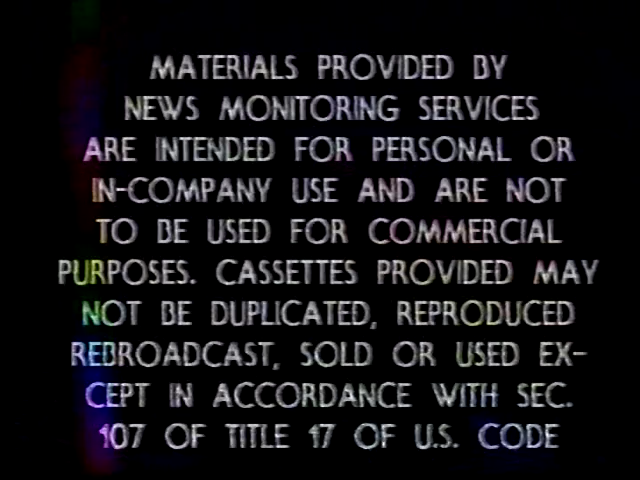 MATERIALS PROVIDED BY
NEWS MONITORING SERVICES
ARE INTENDED FOR PERSONAL OR
IN-COMPANY USE AND ARE NOT
TO BE USED FOR COMMERCIAL
PURPOSES. CASSETTES PROVIDED MAY
NOT BE DUPLICATED, REPRODUCED
REBROADCAST, SOLD OR USED EX-
CEPT IN ACCORDANCE WITH SEC.
107 OF TITLE 17 OF U.S. CODE